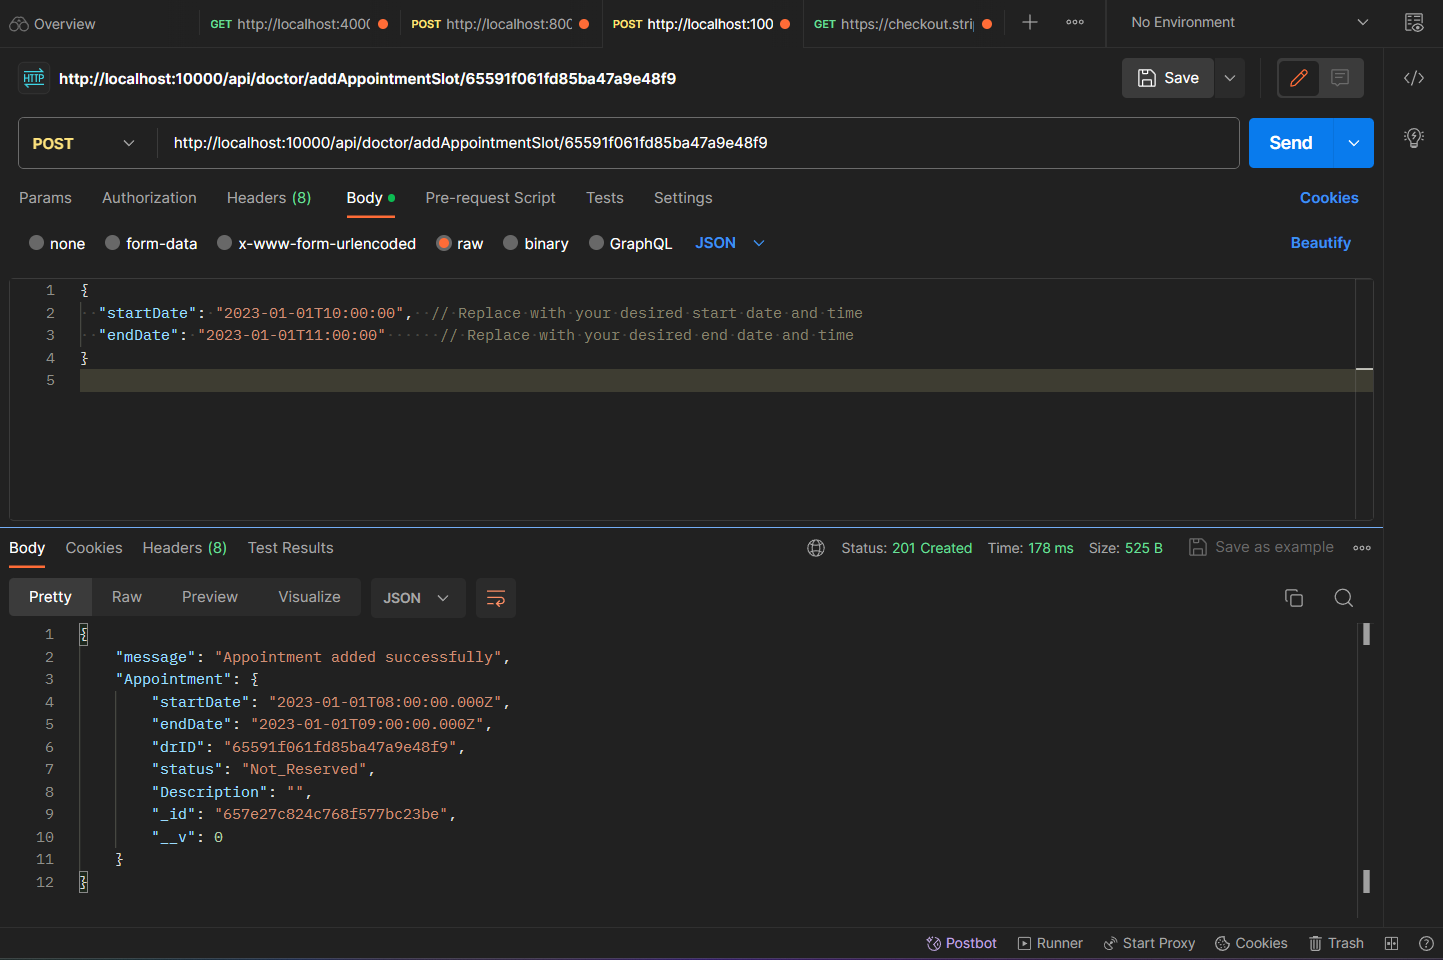 Overview
GET http://localhost:4000
POST http://localhost:800
POST http://localhost:100
GET https://checkout.strip
No Environment
HTTP http://localhost:10000/api/doctor/addAppointmentSlot/65591f061fd85ba47a9e48f9
Save
POST http://localhost:10000/api/doctor/addAppointmentSlot/65591f061fd85ba47a9e48f9
Send
Params Authorization Headers (8) Body Pre-request Script Tests Settings Cookies
none form-data x-www-form-urlencoded raw binary GraphQL JSON Beautify
1 {
2 "startDate": "2023-01-01T10:00:00", // Replace with your desired start date and time
3 "endDate": "2023-01-01T11:00:00" // Replace with your desired end date and time
4 }
5
Body Cookies Headers (8) Test Results Status: 201 Created Time: 178 ms Size: 525 B Save as example
Pretty Raw Preview Visualize JSON
1 {
2 "message": "Appointment added successfully",
3 "Appointment": {
4 "startDate": "2023-01-01T08:00:00.000Z",
5 "endDate": "2023-01-01T09:00:00.000Z",
6 "drID": "65591f061fd85ba47a9e48f9",
7 "status": "Not_Reserved",
8 "Description": "",
9 "_id": "657e27c824c768f577bc23be",
10 "__v": 0
11 }
12 }
Postbot Runner Start Proxy Cookies Trash